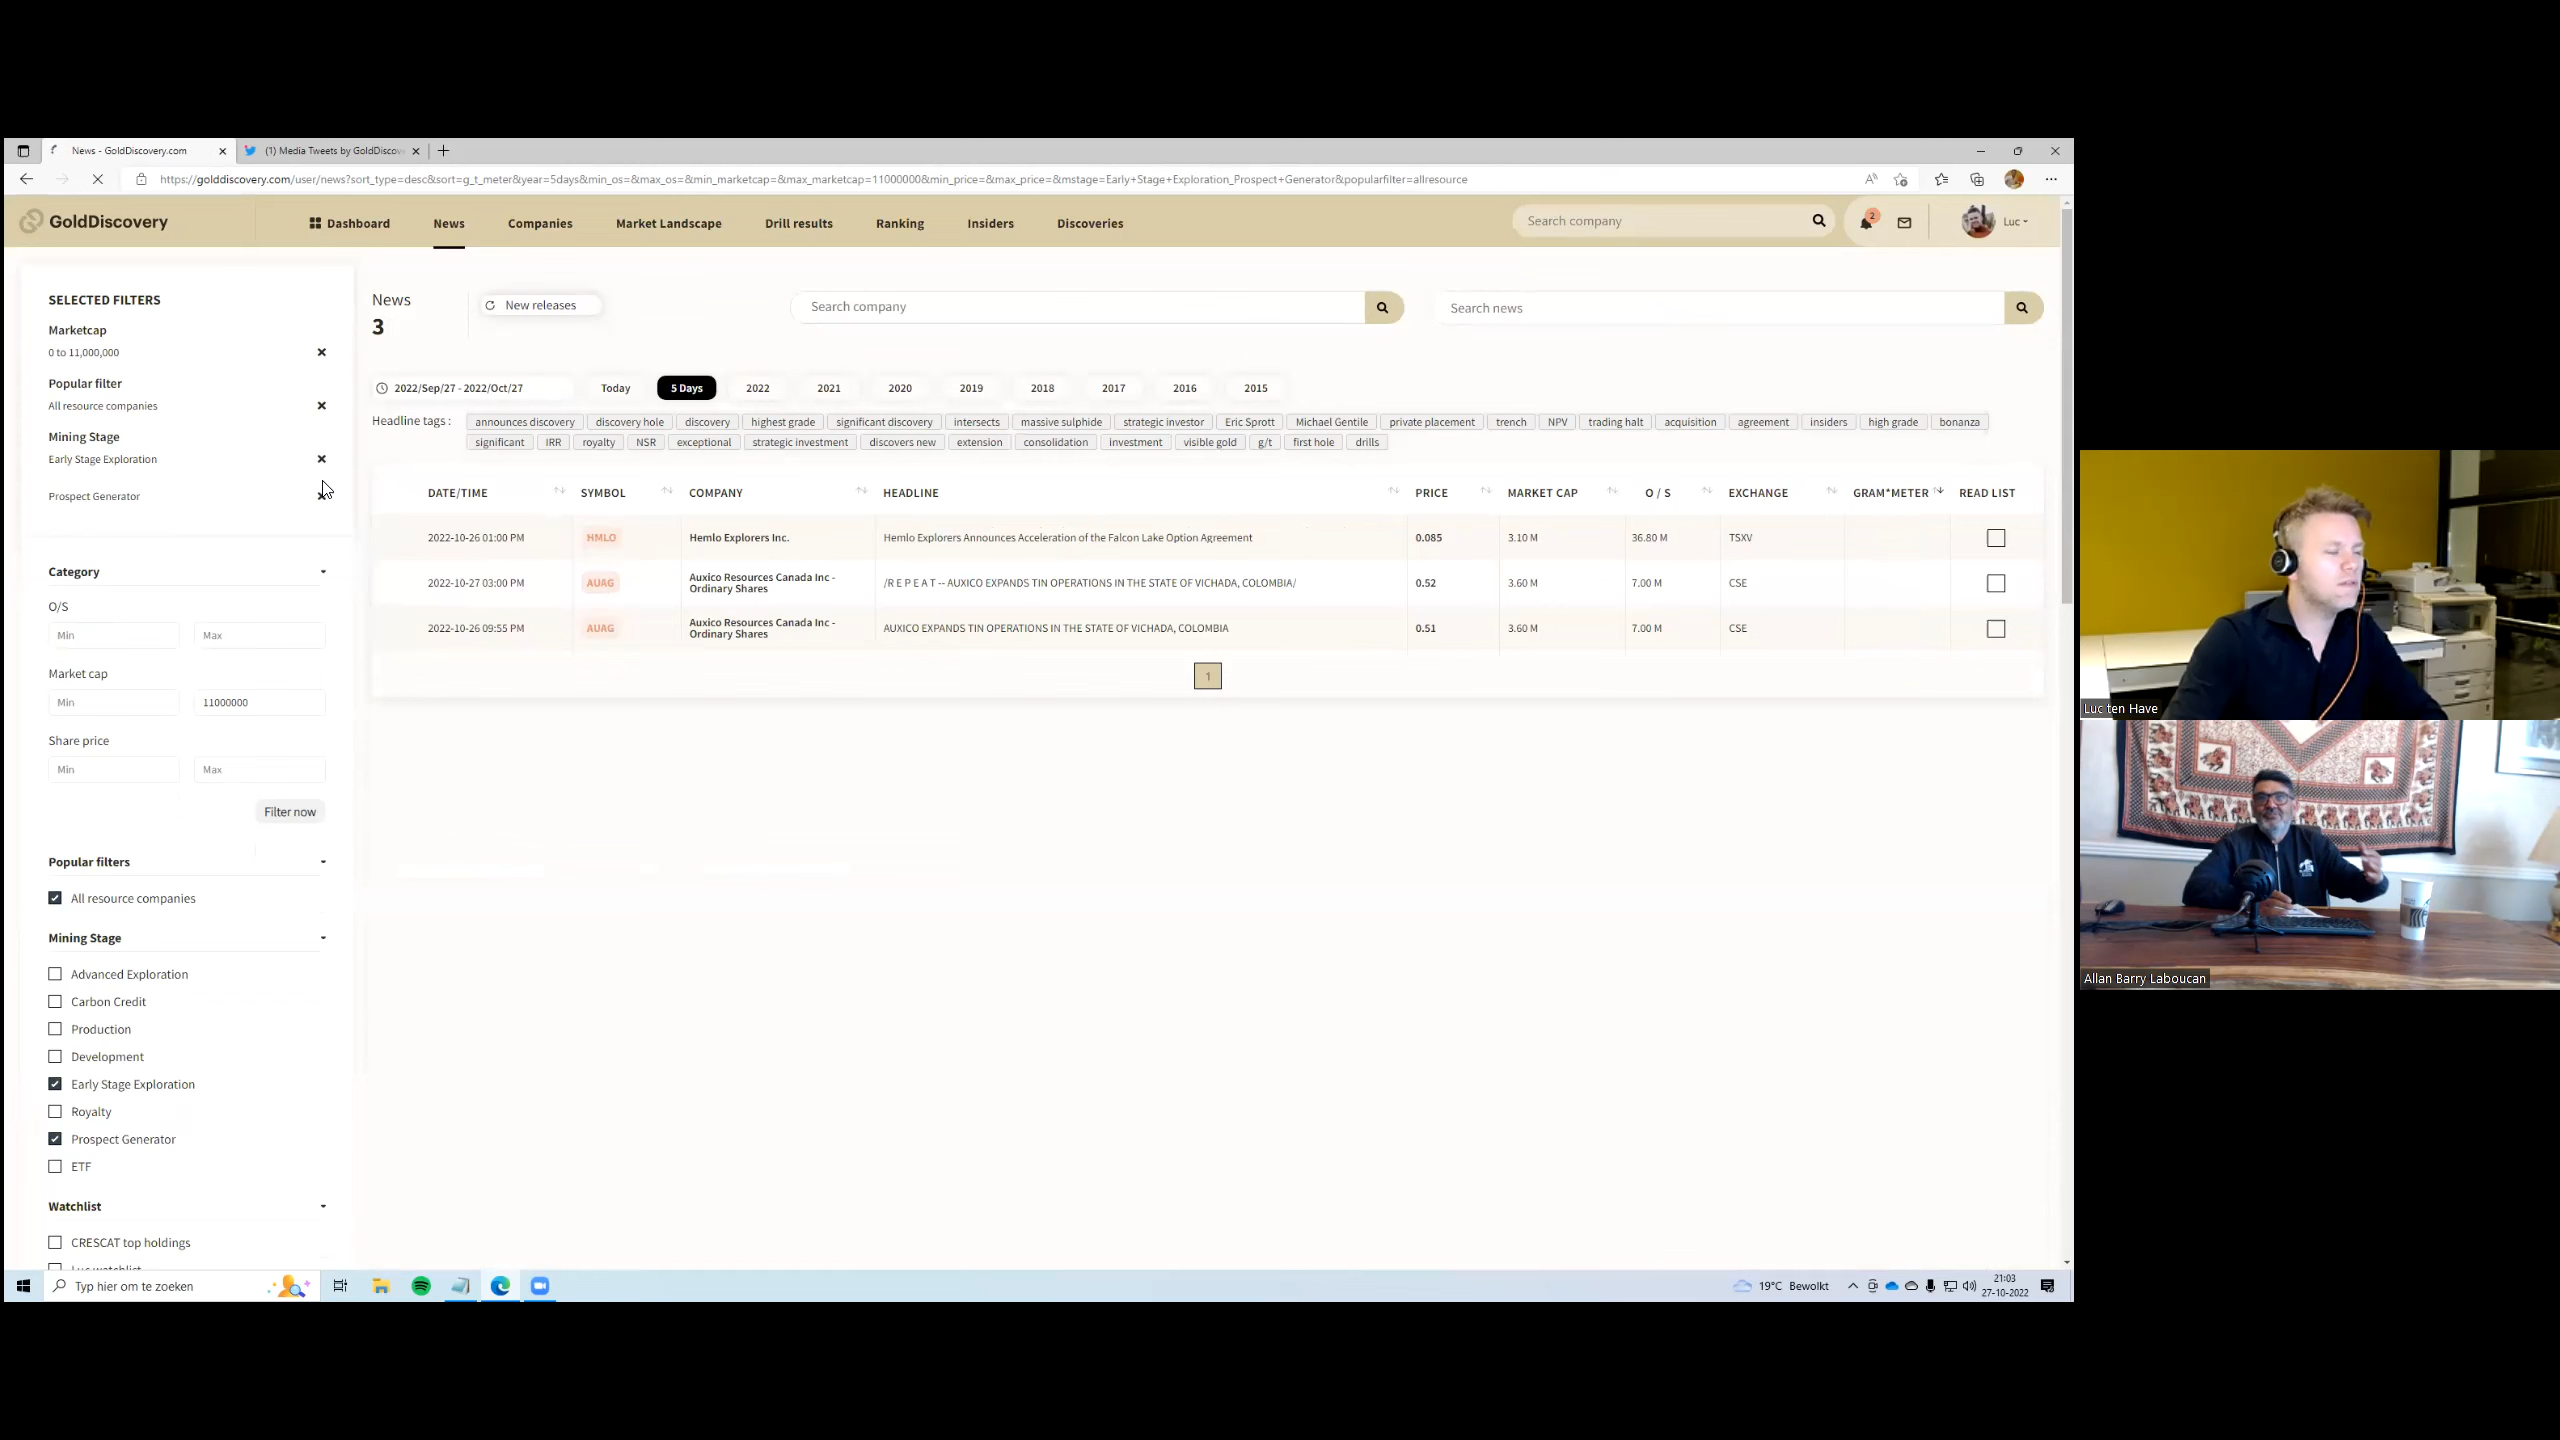 News - GoldDiscovery.com
(1) Media Tweets by GoldDiscov
https://golddiscovery.com/user/news?sort_type=desc&sort=g_t_meter&year=5days&min_os=&max_os=&min_marketcap=&max_marketcap=11000000&min_price=&max_price=&mstage=Early+Stage+Exploration_Prospect+Generator&popularfilter=allresource
GoldDiscovery
Dashboard
News
Companies
Market Landscape
Drill results
Ranking
Insiders
Discoveries
Search company
2
Luc
SELECTED FILTERS
Marketcap
0 to 11,000,000
Popular filter
All resource companies
Mining Stage
Early Stage Exploration
Prospect Generator
Category
O/S
Min
Max
Market cap
Min
11000000
Share price
Min
Max
Filter now
Popular filters
All resource companies
Mining Stage
Advanced Exploration
Carbon Credit
Production
Development
Early Stage Exploration
Royalty
Prospect Generator
ETF
Watchlist
CRESCAT top holdings
Luc watchlist
News
3
New releases
Search company
Search news
2022/Sep/27 - 2022/Oct/27
Today
5 Days
2022
2021
2020
2019
2018
2017
2016
2015
Headline tags : announces discovery discovery hole discovery highest grade significant discovery intersects massive sulphide strategic investor Eric Sprott Michael Gentile private placement trench NPV trading halt acquisition agreement insiders high grade bonanza
significant IRR royalty NSR exceptional strategic investment discovers new extension consolidation investment visible gold g/t first hole drills
DATE/TIME SYMBOL COMPANY HEADLINE PRICE MARKET CAP O / S EXCHANGE GRAM*METER READ LIST
2022-10-26 01:00 PM HMLO Hemlo Explorers Inc. Hemlo Explorers Announces Acceleration of the Falcon Lake Option Agreement 0.085 3.10 M 36.80 M TSXV
2022-10-27 03:00 PM AUAG Auxico Resources Canada Inc - Ordinary Shares /R E P E A T -- AUXICO EXPANDS TIN OPERATIONS IN THE STATE OF VICHADA, COLOMBIA/ 0.52 3.60 M 7.00 M CSE
2022-10-26 09:55 PM AUAG Auxico Resources Canada Inc - Ordinary Shares AUXICO EXPANDS TIN OPERATIONS IN THE STATE OF VICHADA, COLOMBIA 0.51 3.60 M 7.00 M CSE
1
Luc ten Have
Allan Barry Laboucan
Typ hier om te zoeken
19°C Bewolkt
21:03
27-10-2022